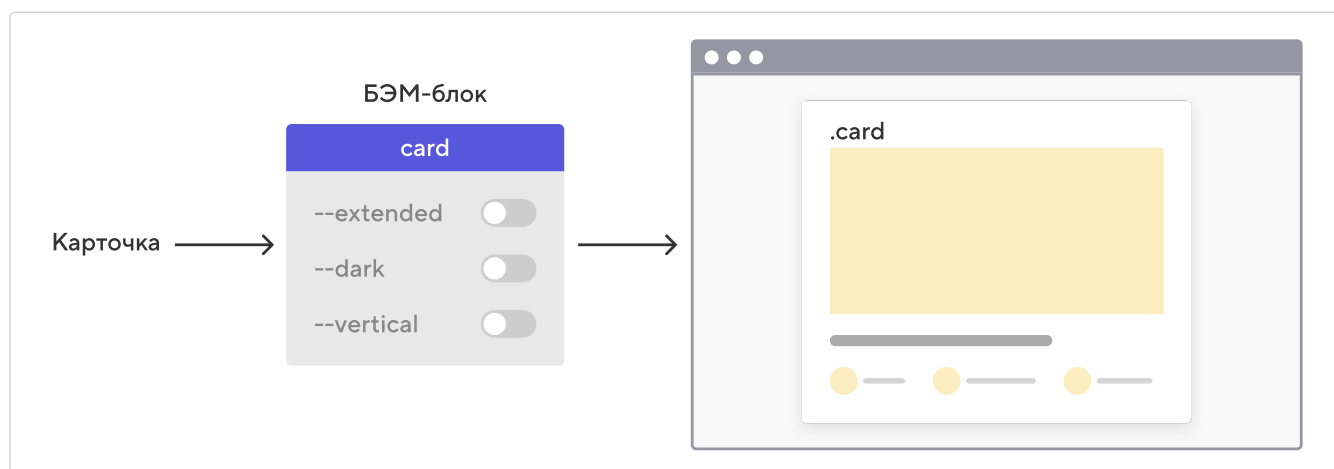 БЭМ-блок
card
--extended
--dark
--vertical
Карточка
.card